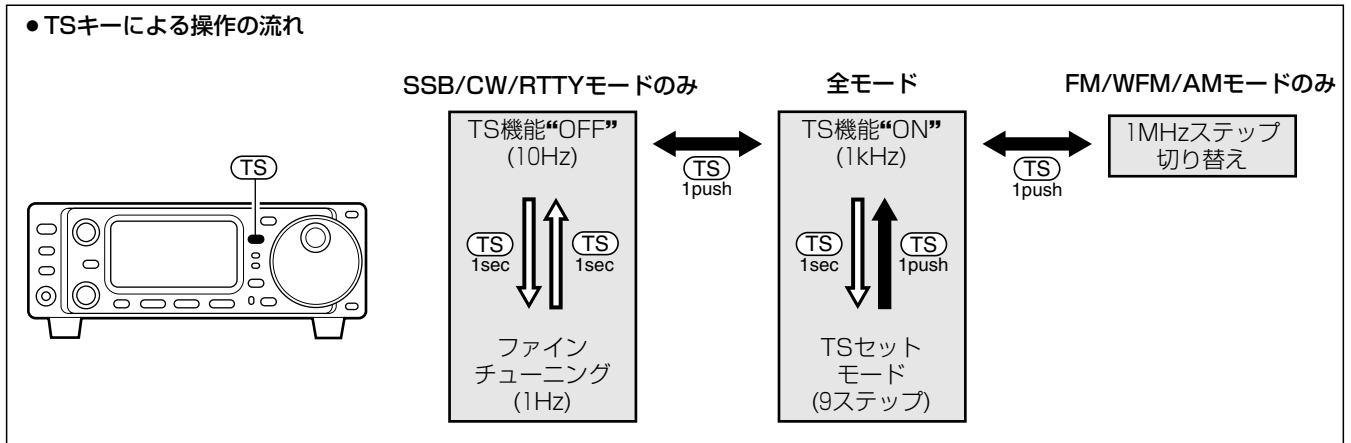 ● TSキーによる操作の流れ
SSB/CW/RTTYモードのみ
全モード
FM/WFM/AMモードのみ
TS
TS機能“OFF”
(10Hz)
TS
1sec
TS
1sec
ファイン
チューニング
(1Hz)
TS
1push
TS機能“ON”
(1kHz)
TS
1sec
TS
1push
TSセット
モード
(9ステップ)
TS
1push
1MHzステップ
切り替え